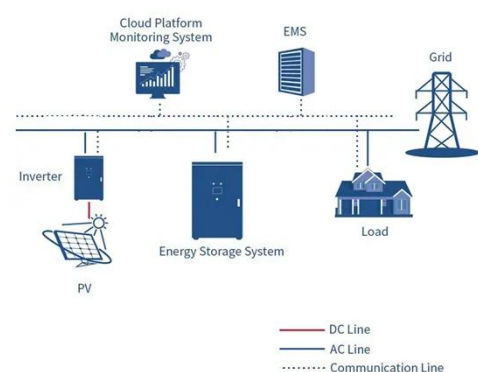 Cloud Platform
Monitoring System
EMS
Grid
Inverter
Energy Storage System
Load
PV
DC Line
AC Line
Communication Line